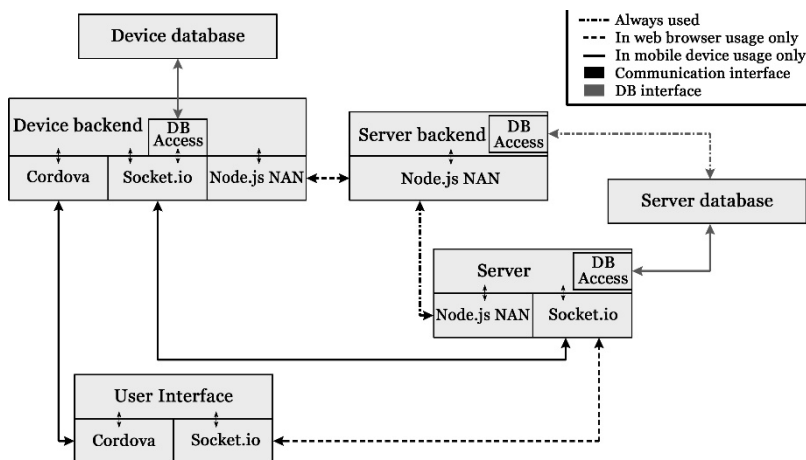 Device database
Always used
In web browser usage only
In mobile device usage only
Communication interface
DB interface
Device backend
DB
Access
Cordova
Socket.io
Node.js NAN
Server backend
DB
Access
Node.js NAN
Server database
Server
DB
Access
Node.js NAN
Socket.io
User Interface
Cordova
Socket.io